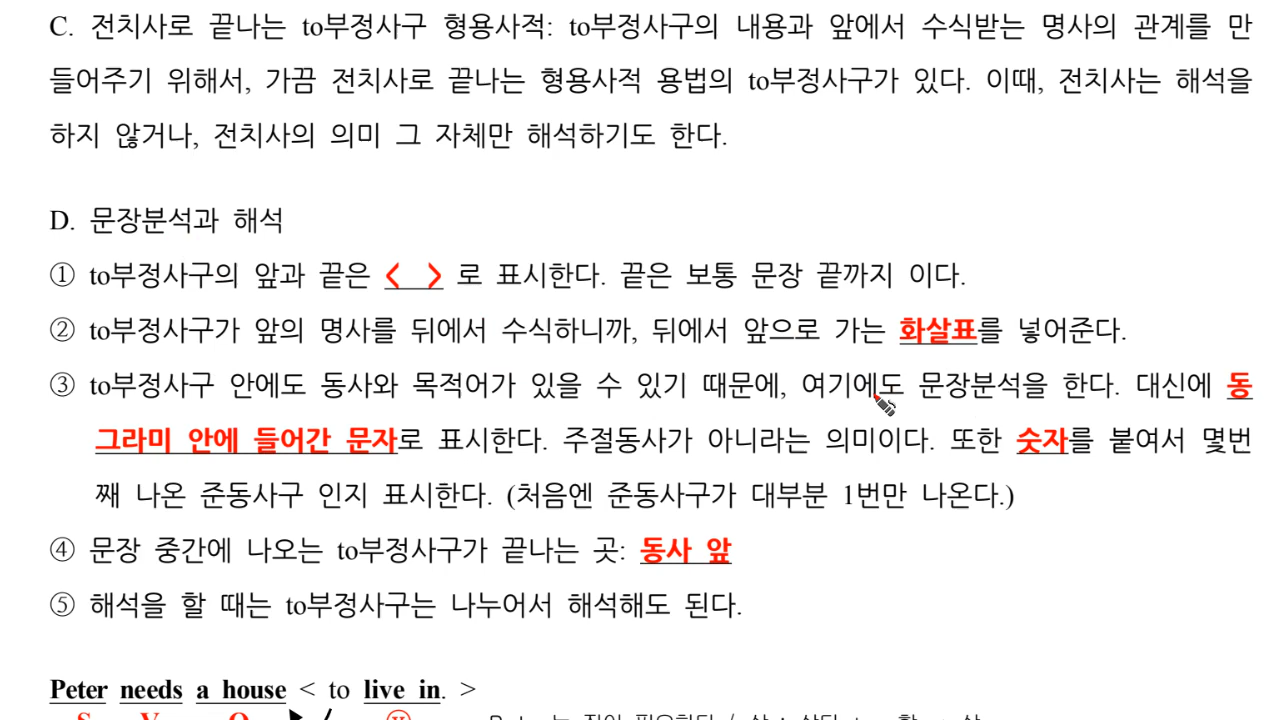 C. 전치사로 끝나는 to부정사구 형용사적: to부정사구의 내용과 앞에서 수식받는 명사의 관계를 만
들어주기 위해서, 가끔 전치사로 끝나는 형용사적 용법의 to부정사구가 있다. 이때, 전치사는 해석을
하지 않거나, 전치사의 의미 그 자체만 해석하기도 한다.
D. 문장분석과 해석
① to부정사구의 앞과 끝은 < > 로 표시한다. 끝은 보통 문장 끝까지 이다.
② to부정사구가 앞의 명사를 뒤에서 수식하니까, 뒤에서 앞으로 가는 화살표를 넣어준다.
③ to부정사구 안에도 동사와 목적어가 있을 수 있기 때문에, 여기에도 문장분석을 한다. 대신에 동
그라미 안에 들어간 문자로 표시한다. 주절동사가 아니라는 의미이다. 또한 숫자를 붙여서 몇번
째 나온 준동사구 인지 표시한다. (처음엔 준동사구가 대부분 1번만 나온다.)
④ 문장 중간에 나오는 to부정사구가 끝나는 곳: 동사 앞
⑤ 해석을 할 때는 to부정사구는 나누어서 해석해도 된다.
Peter needs a house < to live in. >
S V O Ⓥ